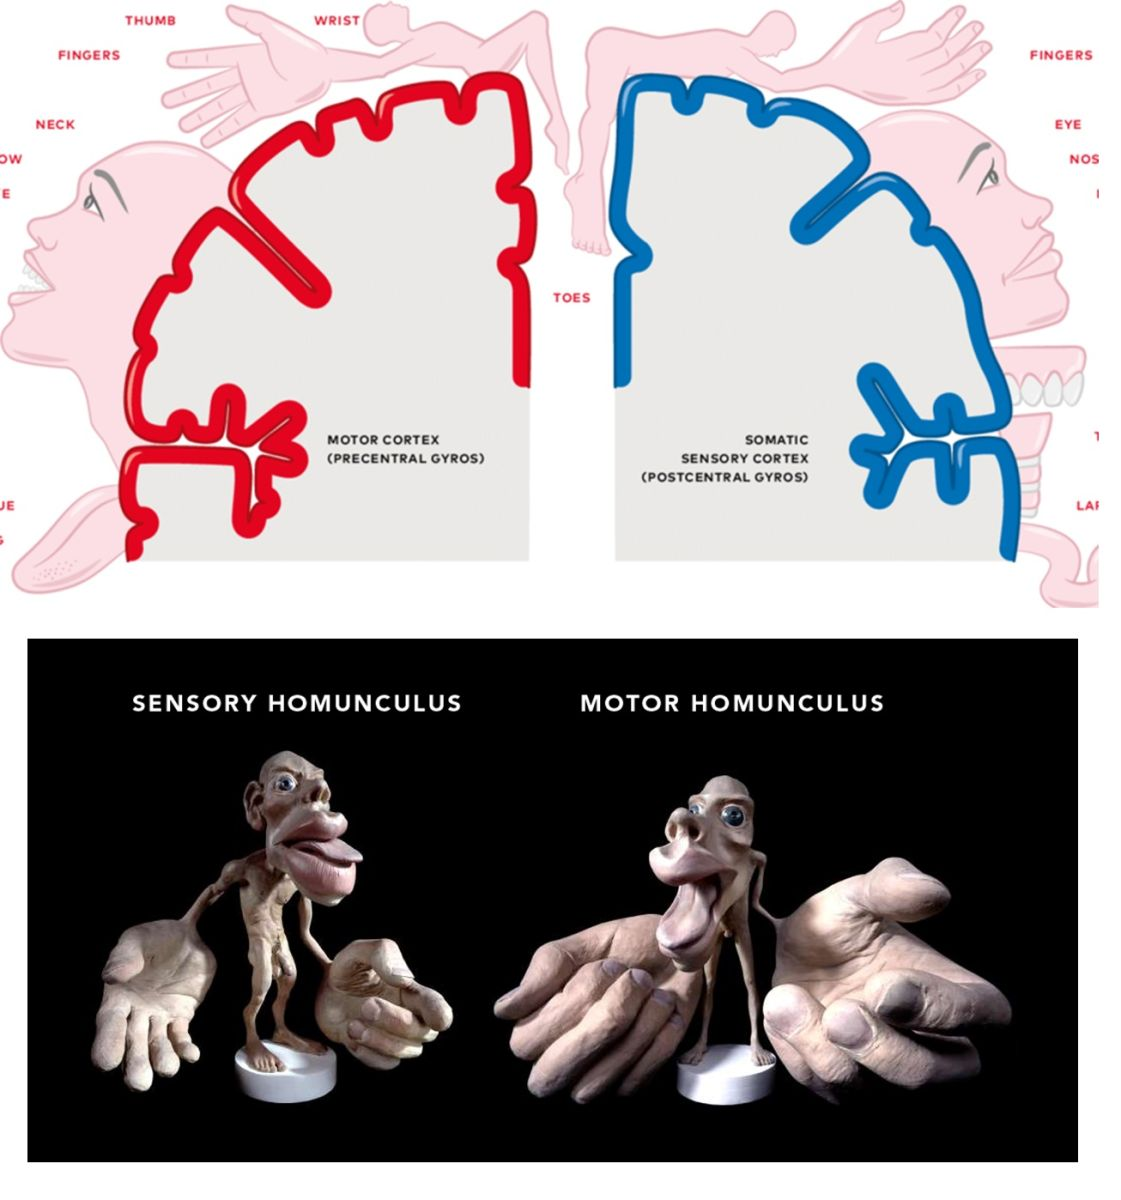 THUMB
WRIST
FINGERS
FINGERS
NECK
EYE
OW
NOS
E
TOES
MOTOR CORTEX
(PRECENTRAL GYROS)
SOMATIC
SENSORY CORTEX
(POSTCENTRAL GYROS)
UE
LAR
SENSORY HOMUNCULUS
MOTOR HOMUNCULUS